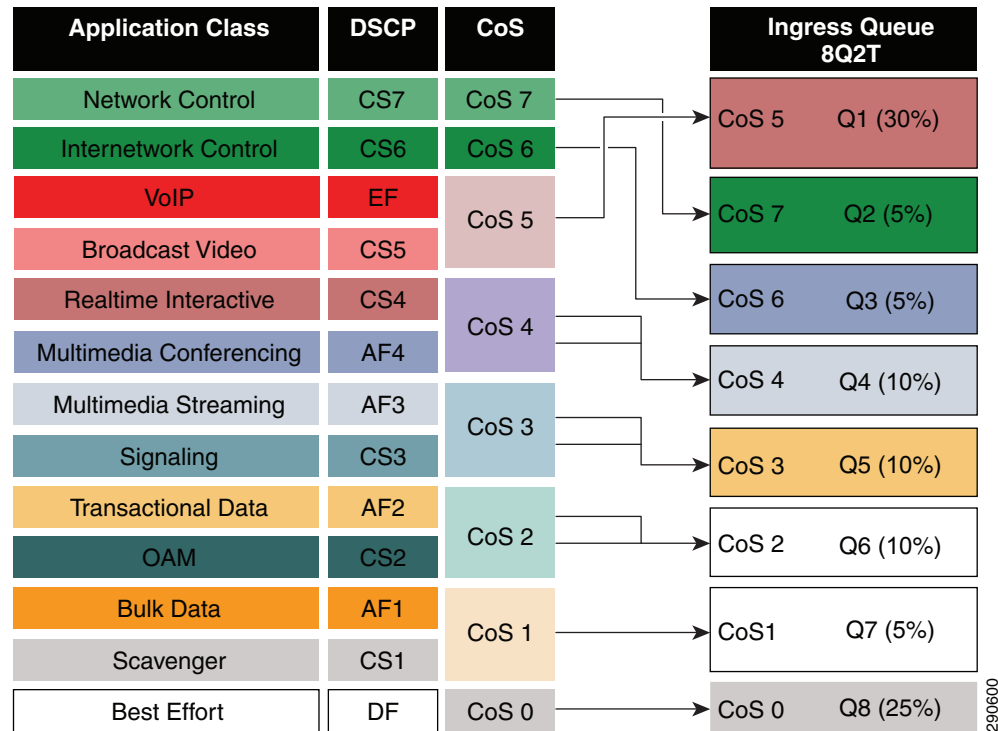 Application Class DSCP CoS Ingress Queue
8Q2T
Network Control CS7 CoS 7
Internetwork Control CS6 CoS 6
VoIP EF CoS 5
Broadcast Video CS5
Realtime Interactive CS4 CoS 4
Multimedia Conferencing AF4
Multimedia Streaming AF3 CoS 3
Signaling CS3
Transactional Data AF2 CoS 2
OAM CS2
Bulk Data AF1 CoS 1
Scavenger CS1
Best Effort DF CoS 0
CoS 5 Q1 (30%)
CoS 7 Q2 (5%)
CoS 6 Q3 (5%)
CoS 4 Q4 (10%)
CoS 3 Q5 (10%)
CoS 2 Q6 (10%)
CoS1 Q7 (5%)
CoS 0 Q8 (25%)
290600